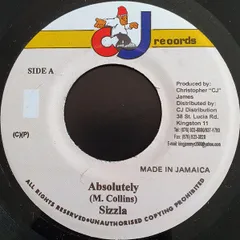 CJ
records
SIDE A
Produced by:
Christopher "CJ"
James
Distributed by:
CJ Distribution
38 St. Lucia Rd.
Kingston 11
(C)(P)
MADE IN JAMAICA
Absolutely
(M. Collins)
Sizzla
ALL RIGHTS RESERVED•UNAUTHORISED COPYING PROHIBITED